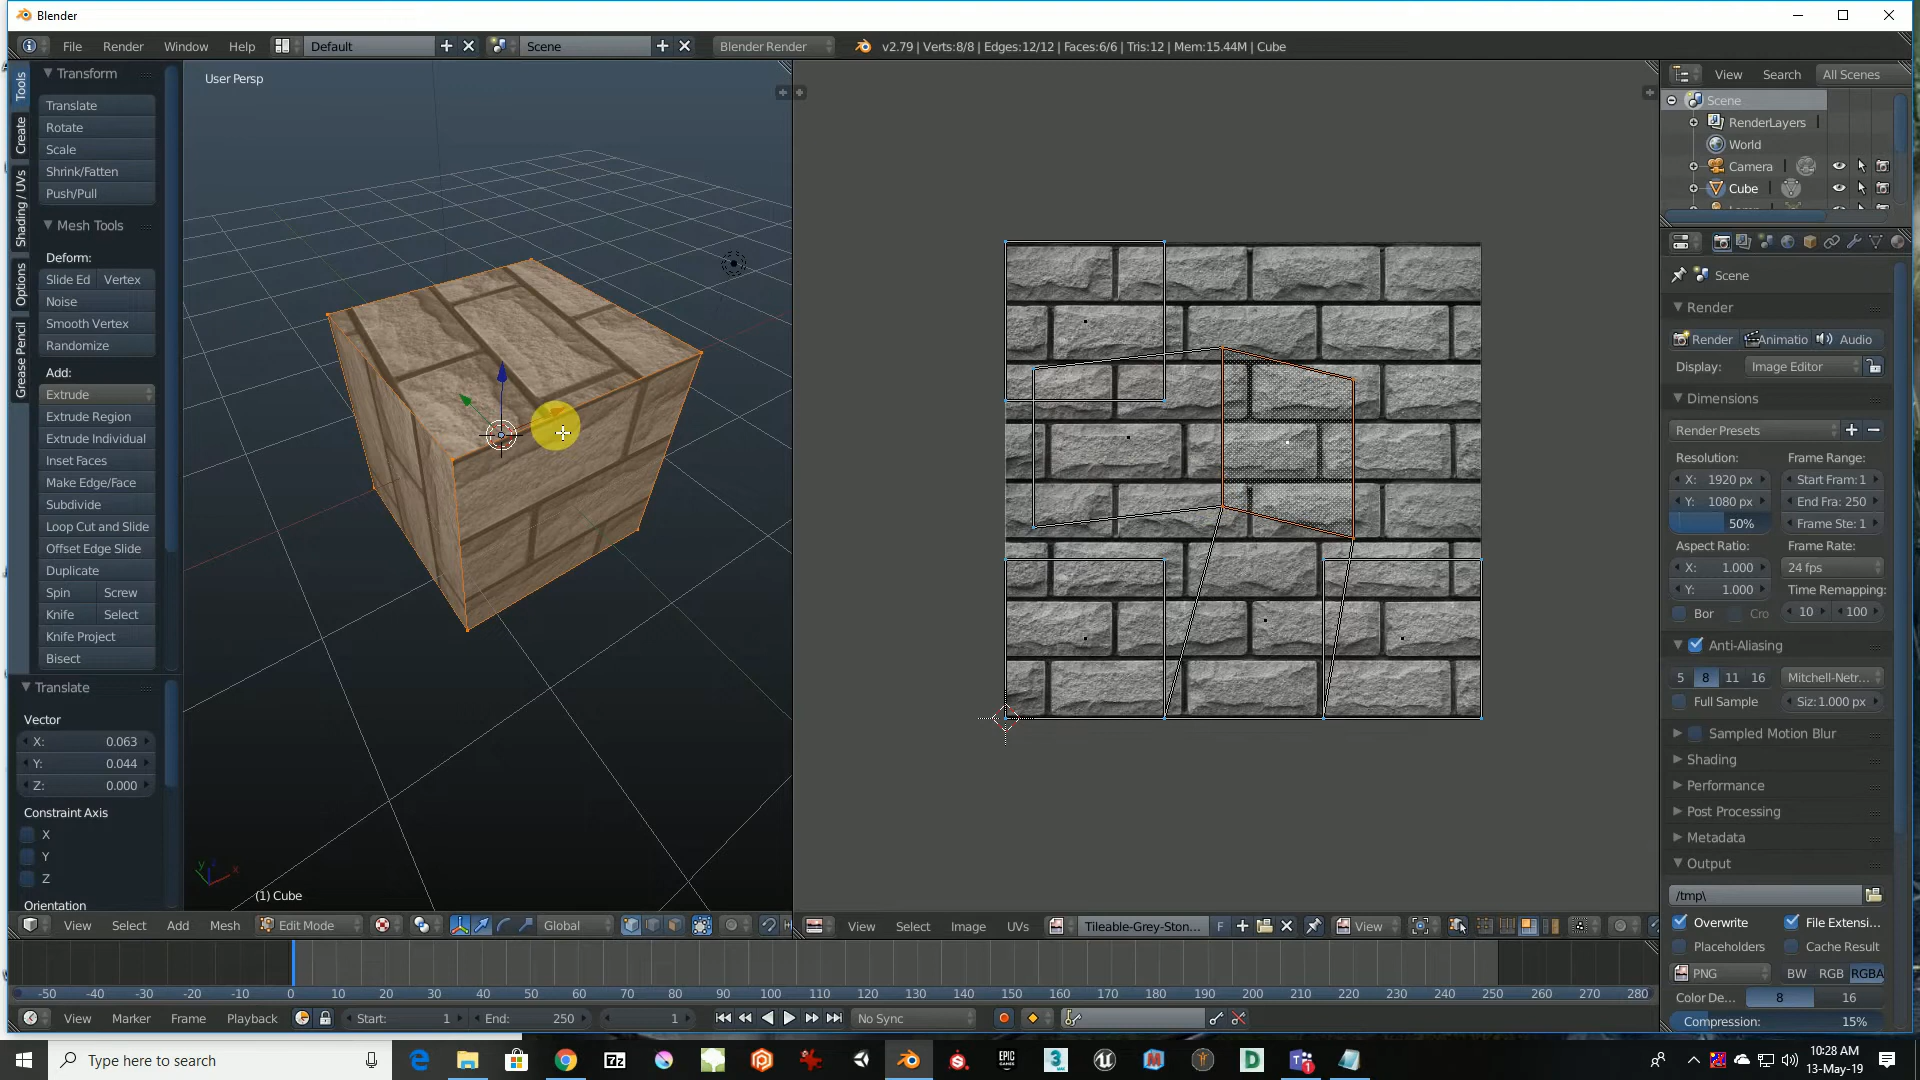 Blender
File Render Window Help Default Scene Blender Render v2.79 | Verts:8/8 | Edges:12/12 | Faces:6/6 | Tris:12 | Mem:15.44M | Cube
Tools
Create
Shading / UVs
Options
Grease Pencil
Transform
Translate
Rotate
Scale
Shrink/Fatten
Push/Pull
Mesh Tools
Deform:
Slide Ed Vertex
Noise
Smooth Vertex
Randomize
Add:
Extrude
Extrude Region
Extrude Individual
Inset Faces
Make Edge/Face
Subdivide
Loop Cut and Slide
Offset Edge Slide
Duplicate
Spin Screw
Knife Select
Knife Project
Bisect
Translate
Vector
X: 0.063
Y: 0.044
Z: 0.000
Constraint Axis
X
Y
Z
Orientation
User Persp
(1) Cube
View Select Add Mesh Edit Mode Global
View Select Image UVs Tileable-Grey-Ston... F View
View Search All Scenes
Scene
RenderLayers
World
Camera
Cube
Scene
Render
Render Animatio Audio
Display: Image Editor
Dimensions
Render Presets
Resolution: Frame Range:
X: 1920 px Start Fram: 1
Y: 1080 px End Fra: 250
50% Frame Ste: 1
Aspect Ratio: Frame Rate:
X: 1.000 24 fps
Y: 1.000 Time Remapping:
Bor Cro 10 100
Anti-Aliasing
5 8 11 16 Mitchell-Netr...
Full Sample Siz: 1.000 px
Sampled Motion Blur
Shading
Performance
Post Processing
Metadata
Output
/tmp\
Overwrite File Extensi...
Placeholders Cache Result
PNG BW RGB RGBA
Color De... 8 16
Compression: 15%
-50 -40 -30 -20 -10 0 10 20 30 40 50 60 70 80 90 100 110 120 130 140 150 160 170 180 190 200 210 220 230 240 250 260 270 280
View Marker Frame Playback Start: 1 End: 250 1 No Sync
Type here to search
7z
EPIC GAMES
3
M
D
1
10:28 AM
13-May-19